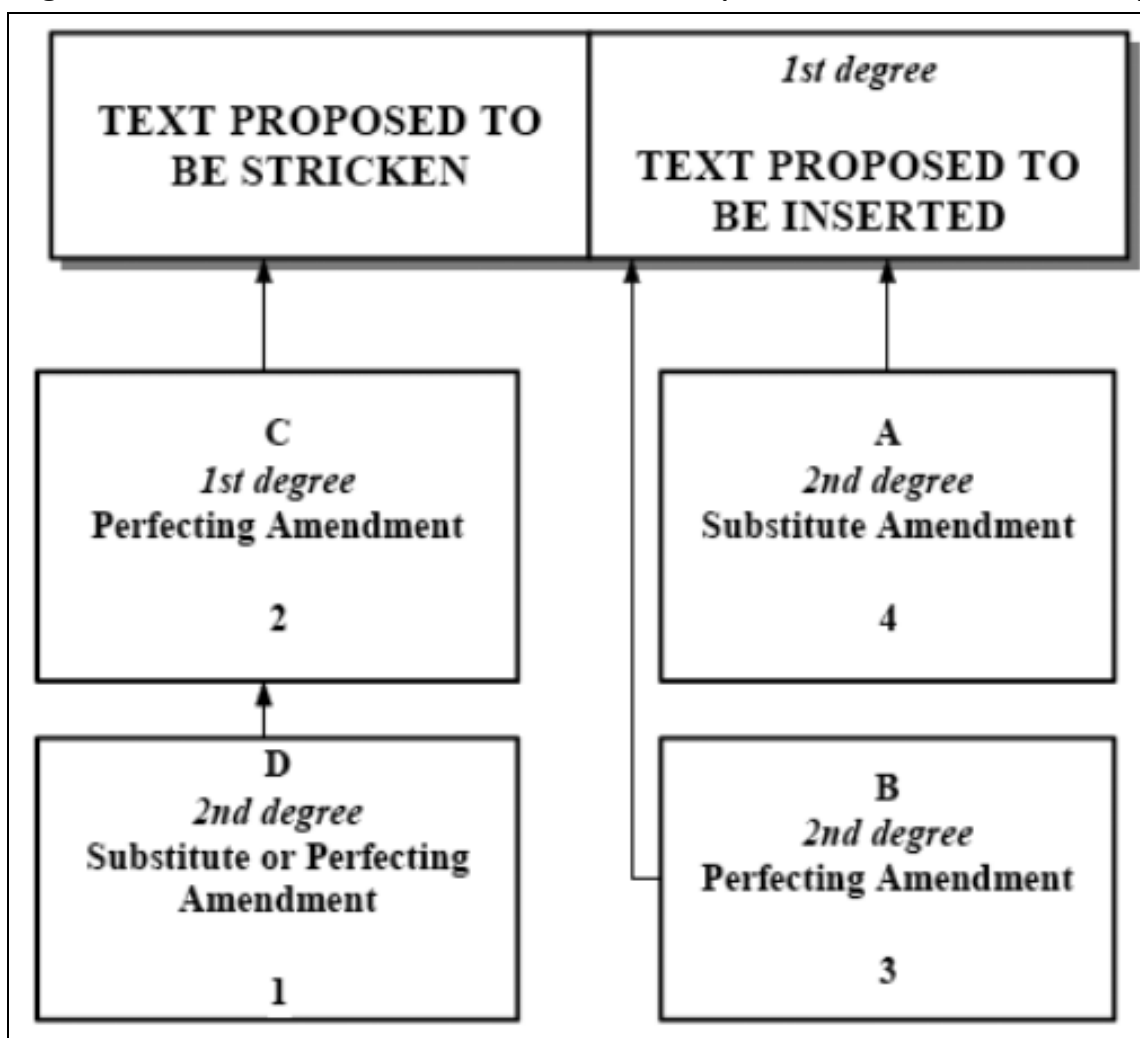 TEXT PROPOSED TO
BE STRICKEN
1st degree
TEXT PROPOSED TO
BE INSERTED
C
1st degree
Perfecting Amendment
2
A
2nd degree
Substitute Amendment
4
D
2nd degree
Substitute or Perfecting
Amendment
1
B
2nd degree
Perfecting Amendment
3